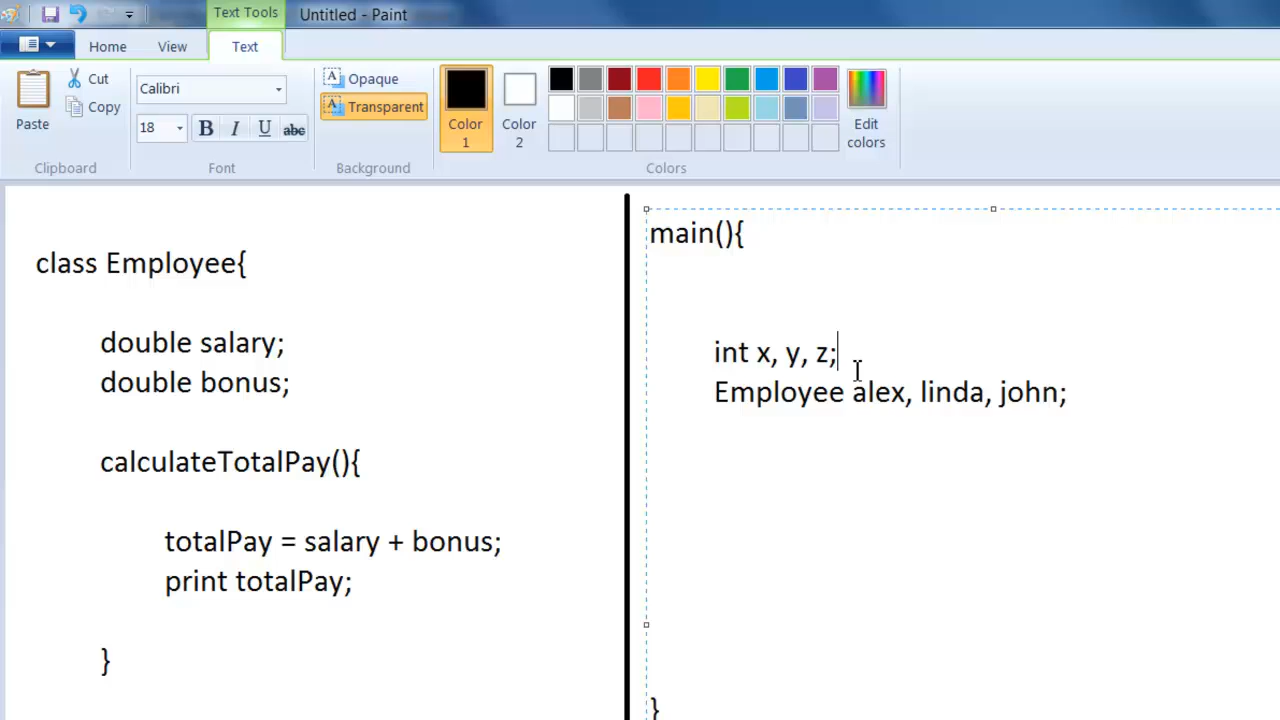 Text Tools
Untitled - Paint
Home
View
Text
Paste
Cut
Copy
Clipboard
Calibri
18
B I U abc
Font
A Opaque
A Transparent
Background
Color 1
Color 2
Edit colors
Colors
class Employee{
double salary;
double bonus;
calculateTotalPay(){
totalPay = salary + bonus;
print totalPay;
}
main(){
int x, y, z;
Employee alex, linda, john;
}